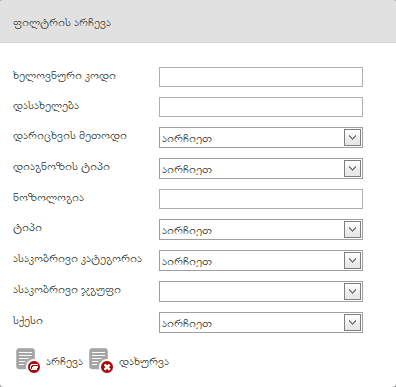 ფილტრის არჩევა
ხელოვნური კოდი
დასახელება
დარიცხვის მეთოდი აირჩიეთ
დიაგნოზის ტიპი აირჩიეთ
ნოზოლოგია
ტიპი აირჩიეთ
ასაკობრივი კატეგორია აირჩიეთ
ასაკობრივი ჯგუფი
სქესი აირჩიეთ
არჩევა დახურვა